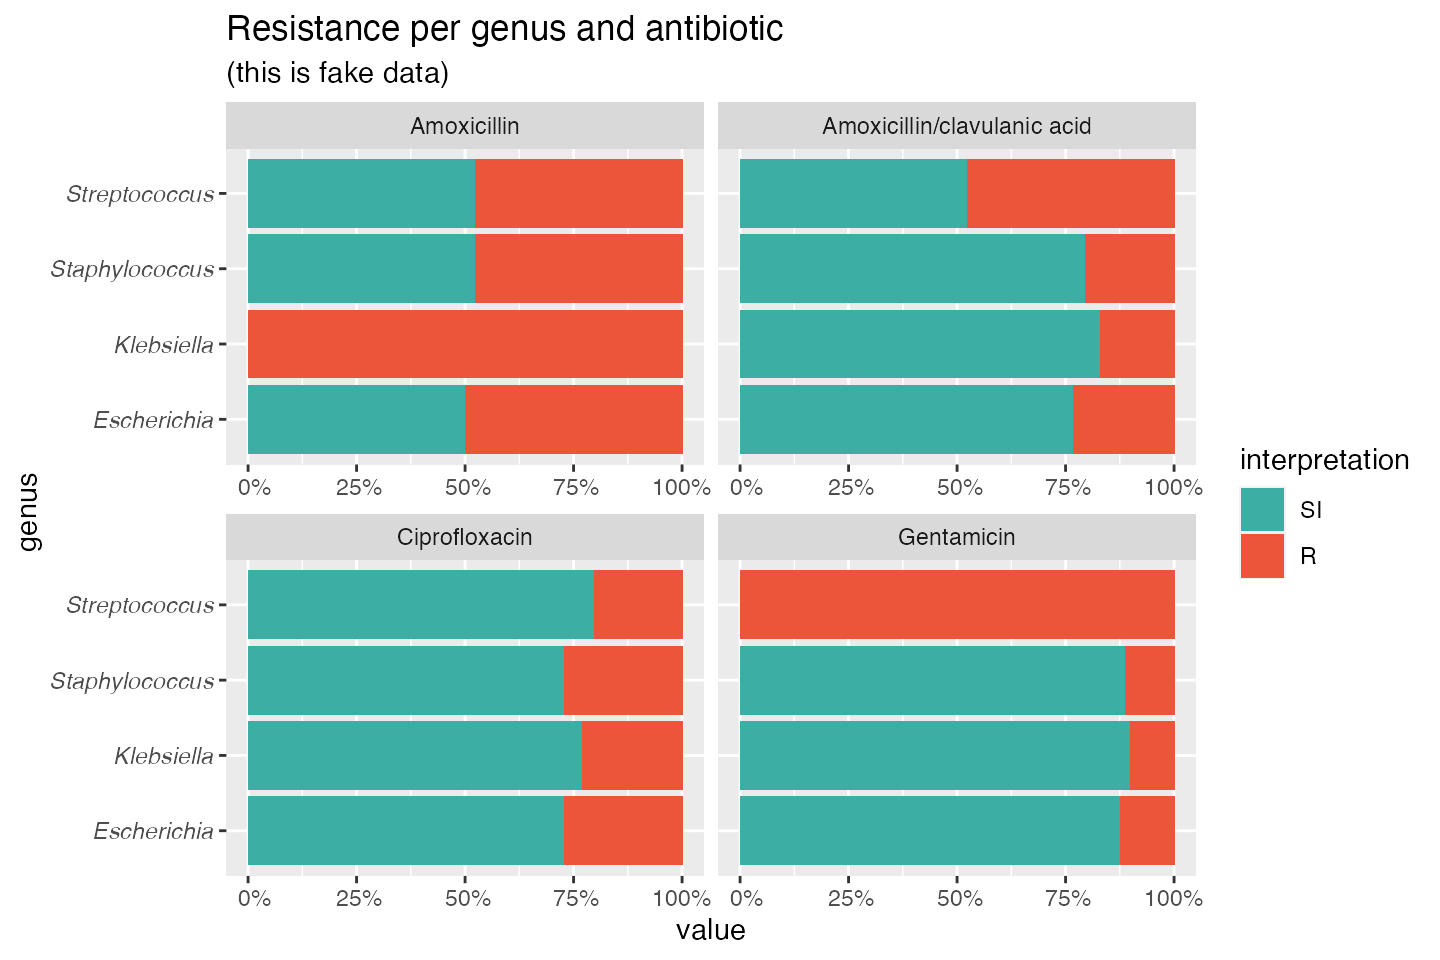 Resistance per genus and antibiotic
(this is fake data)
Amoxicillin
Amoxicillin/clavulanic acid
Streptococcus
Staphylococcus
Klebsiella
Escherichia
0% 25% 50% 75% 100%
0% 25% 50% 75% 100%
Ciprofloxacin
Gentamicin
Streptococcus
Staphylococcus
Klebsiella
Escherichia
0% 25% 50% 75% 100%
0% 25% 50% 75% 100%
genus
value
interpretation
SI
R